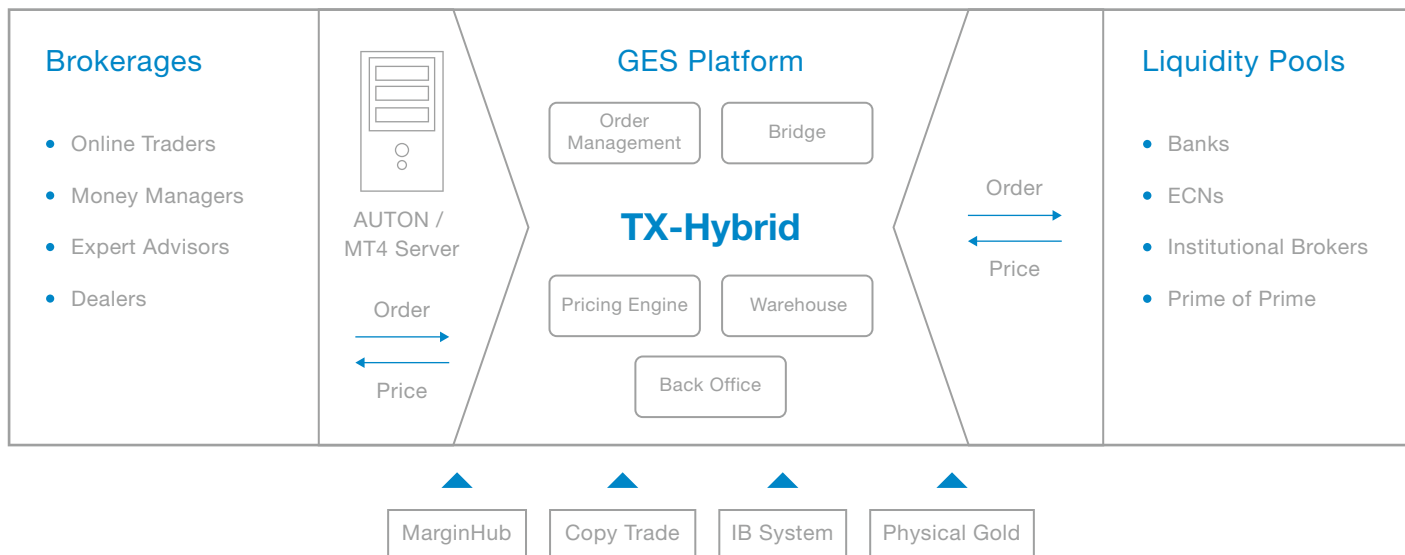 Brokerages
Online Traders
Money Managers
Expert Advisors
Dealers
AUTON /
MT4 Server
Order
Price
GES Platform
Order
Management
Bridge
TX-Hybrid
Pricing Engine
Warehouse
Back Office
Order
Price
Liquidity Pools
Banks
ECNs
Institutional Brokers
Prime of Prime
MarginHub
Copy Trade
IB System
Physical Gold